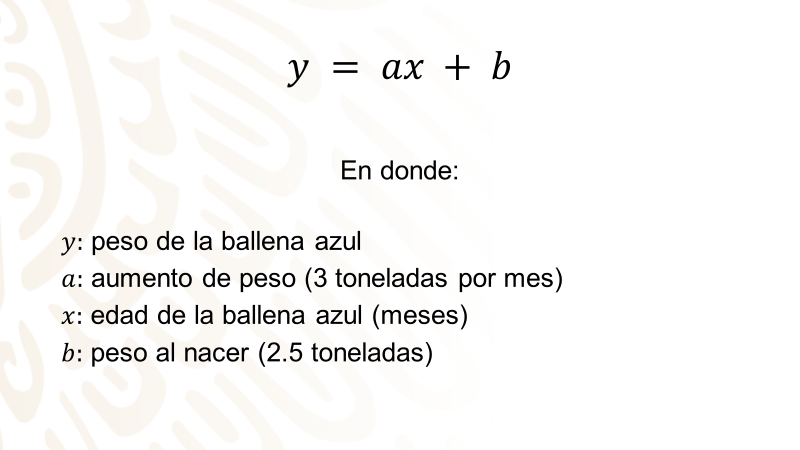 y = ax + b
En donde:
y: peso de la ballena azul
a: aumento de peso (3 toneladas por mes)
x: edad de la ballena azul (meses)
b: peso al nacer (2.5 toneladas)